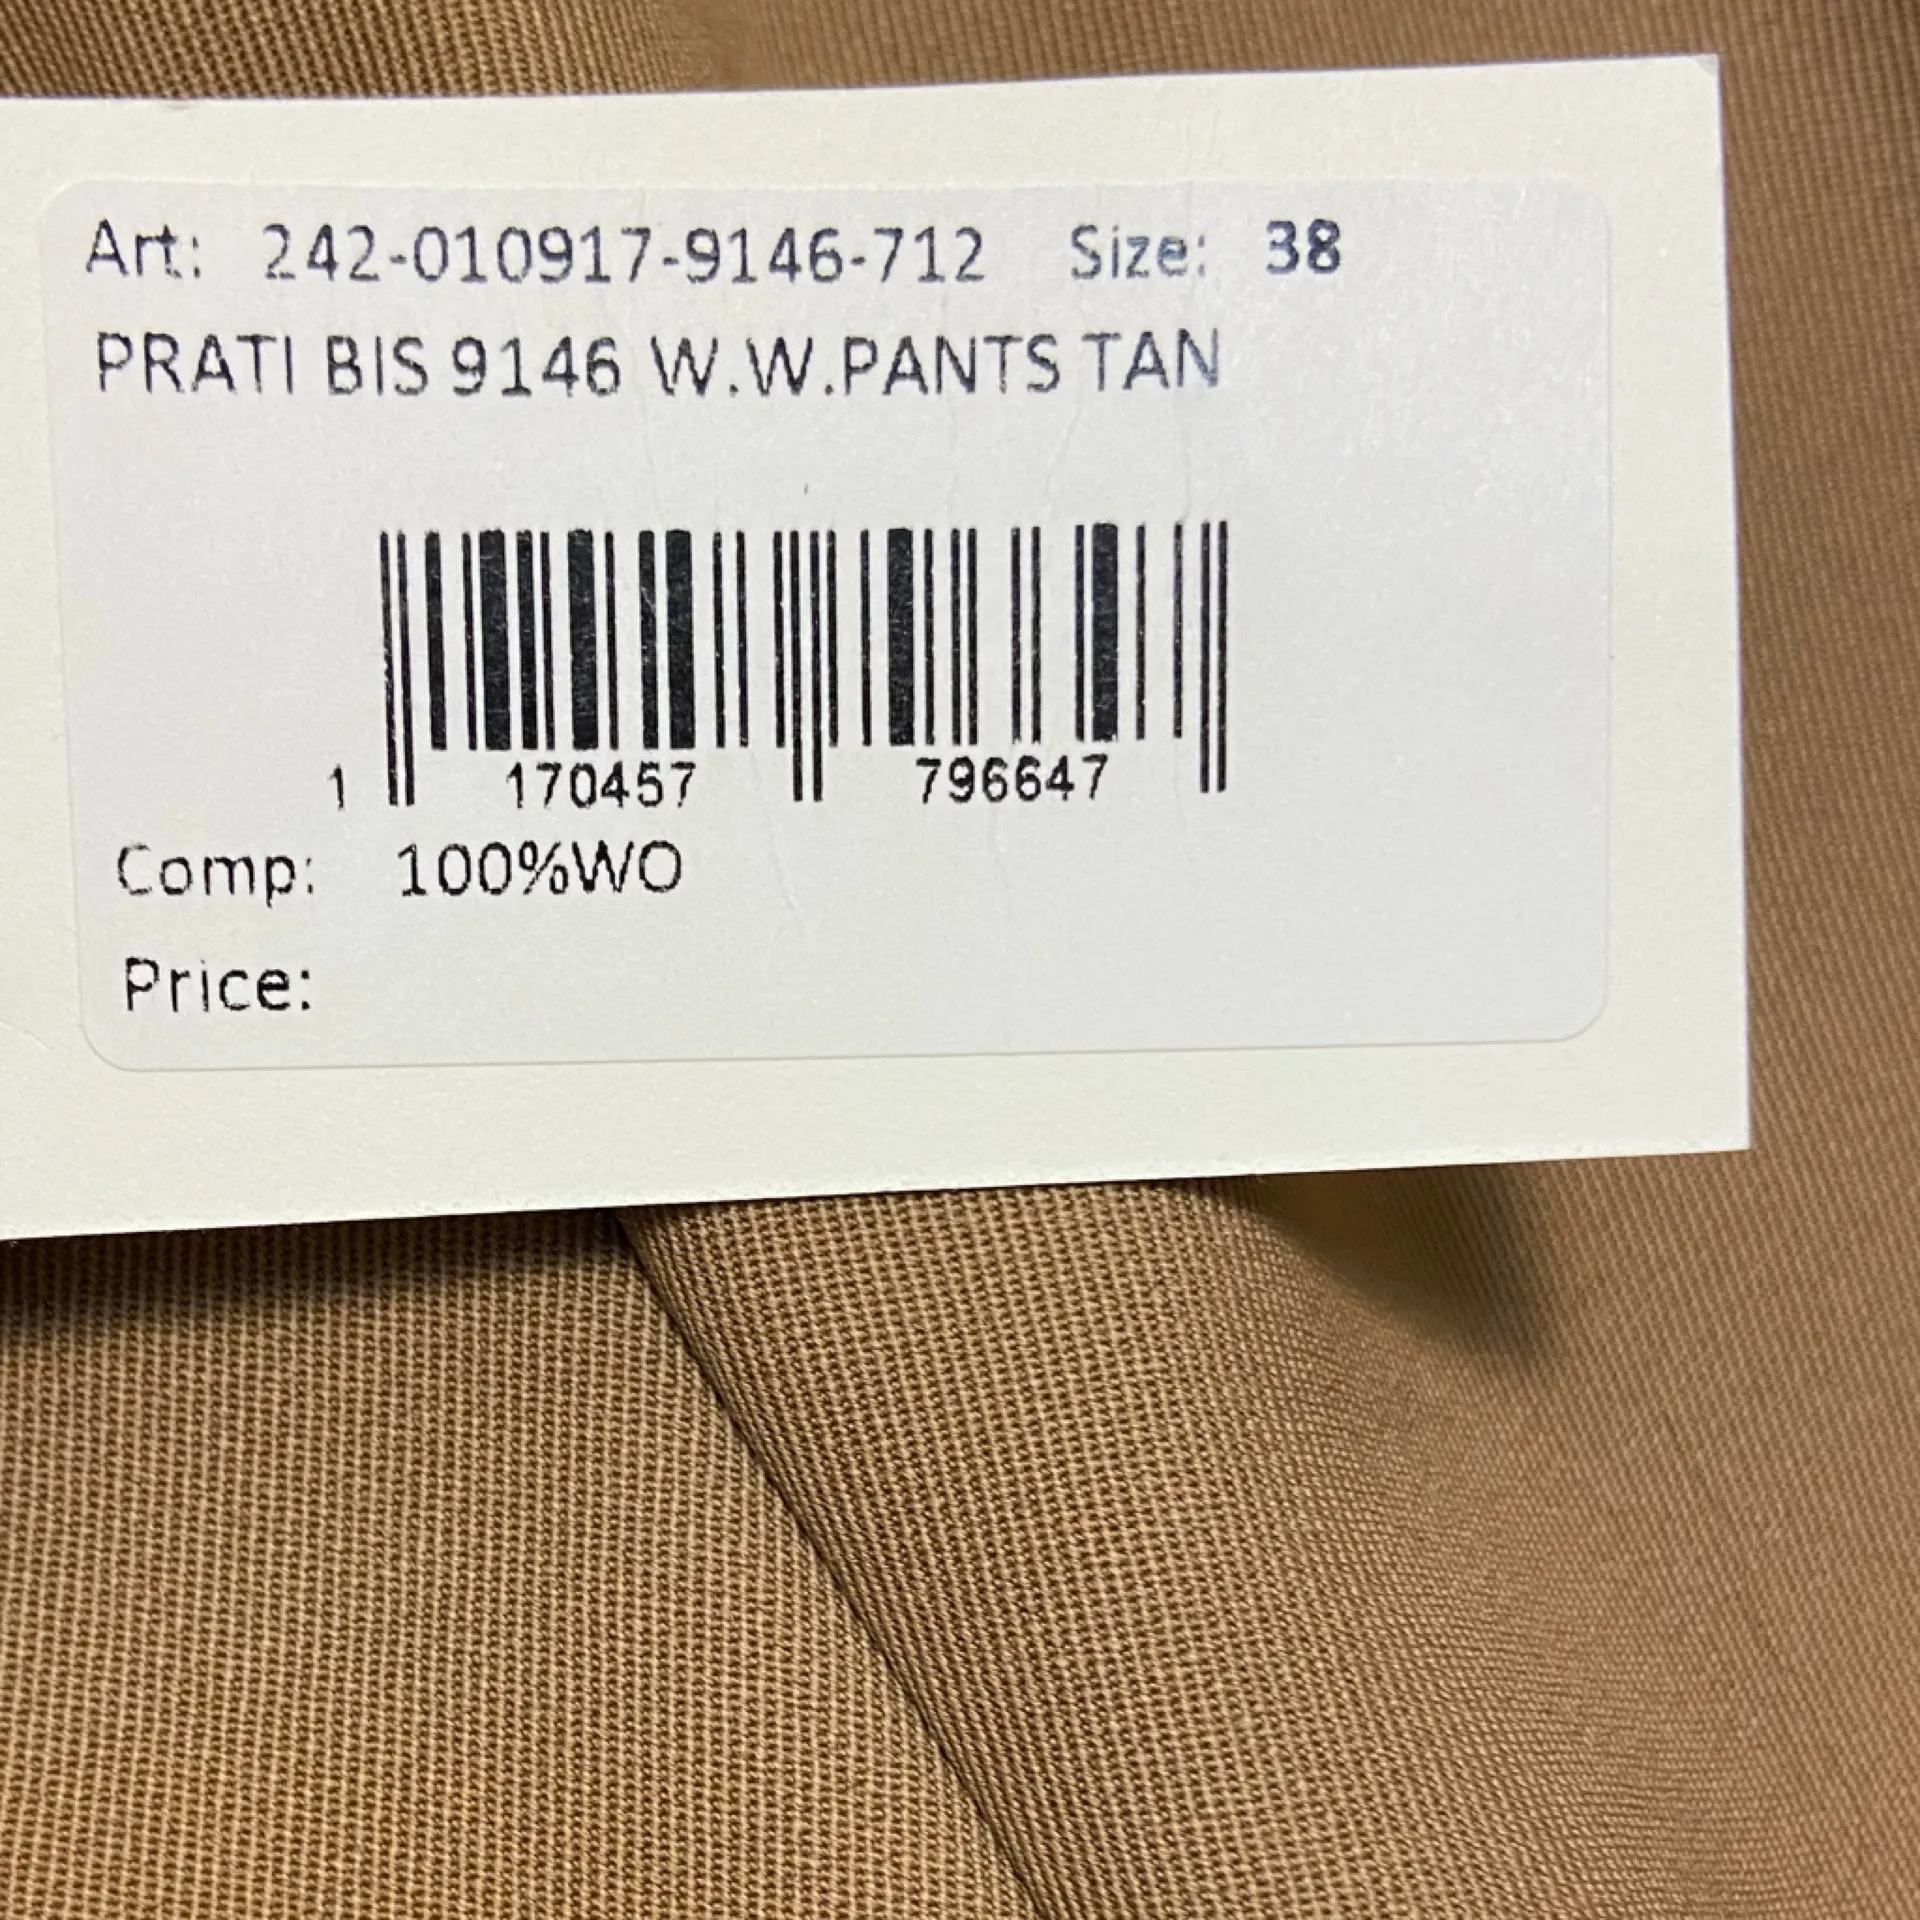 Art: 242-010917-9146-712 Size: 38
PRATI BIS 9146 W.W.PANTS TAN
1 170457 796647
Comp: 100%WO
Price: